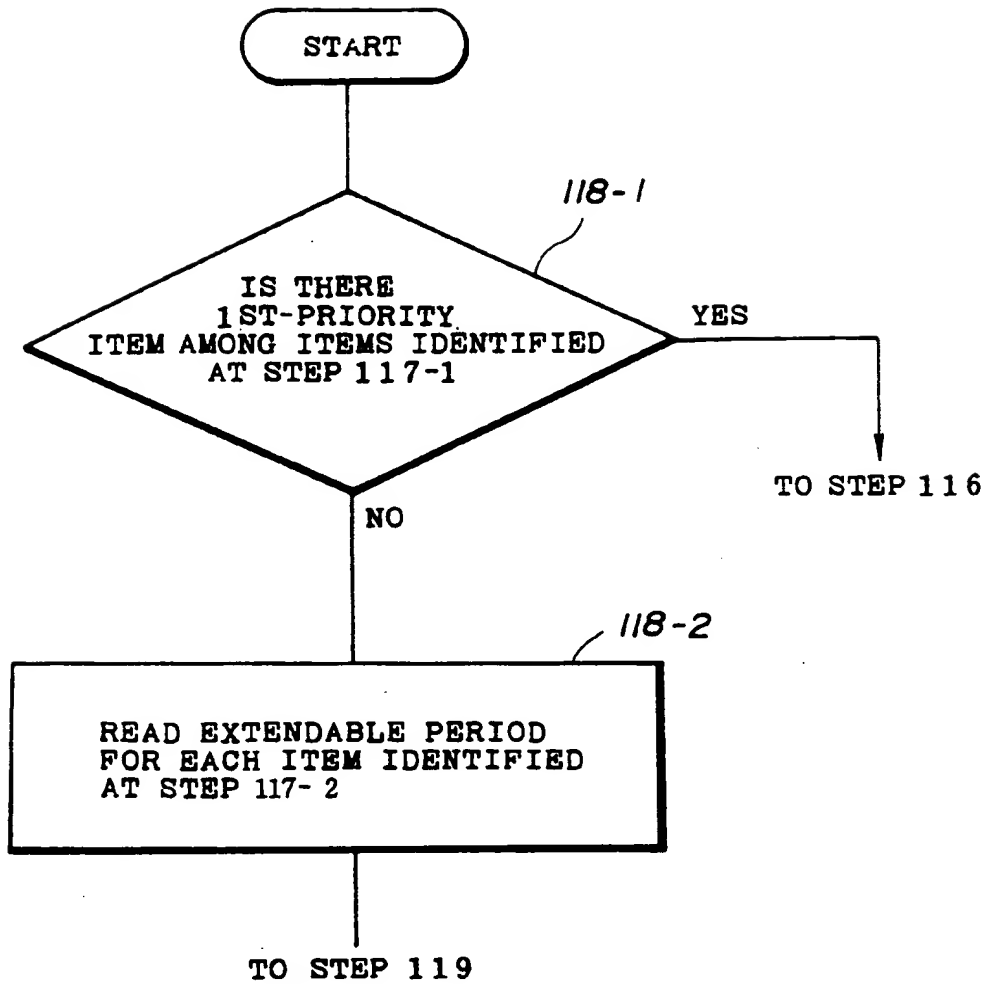 START
118-1
IS THERE
1ST-PRIORITY
ITEM AMONG ITEMS IDENTIFIED
AT STEP 117-1
YES
TO STEP 116
NO
118-2
READ EXTENDABLE PERIOD
FOR EACH ITEM IDENTIFIED
AT STEP 117-2
TO STEP 119